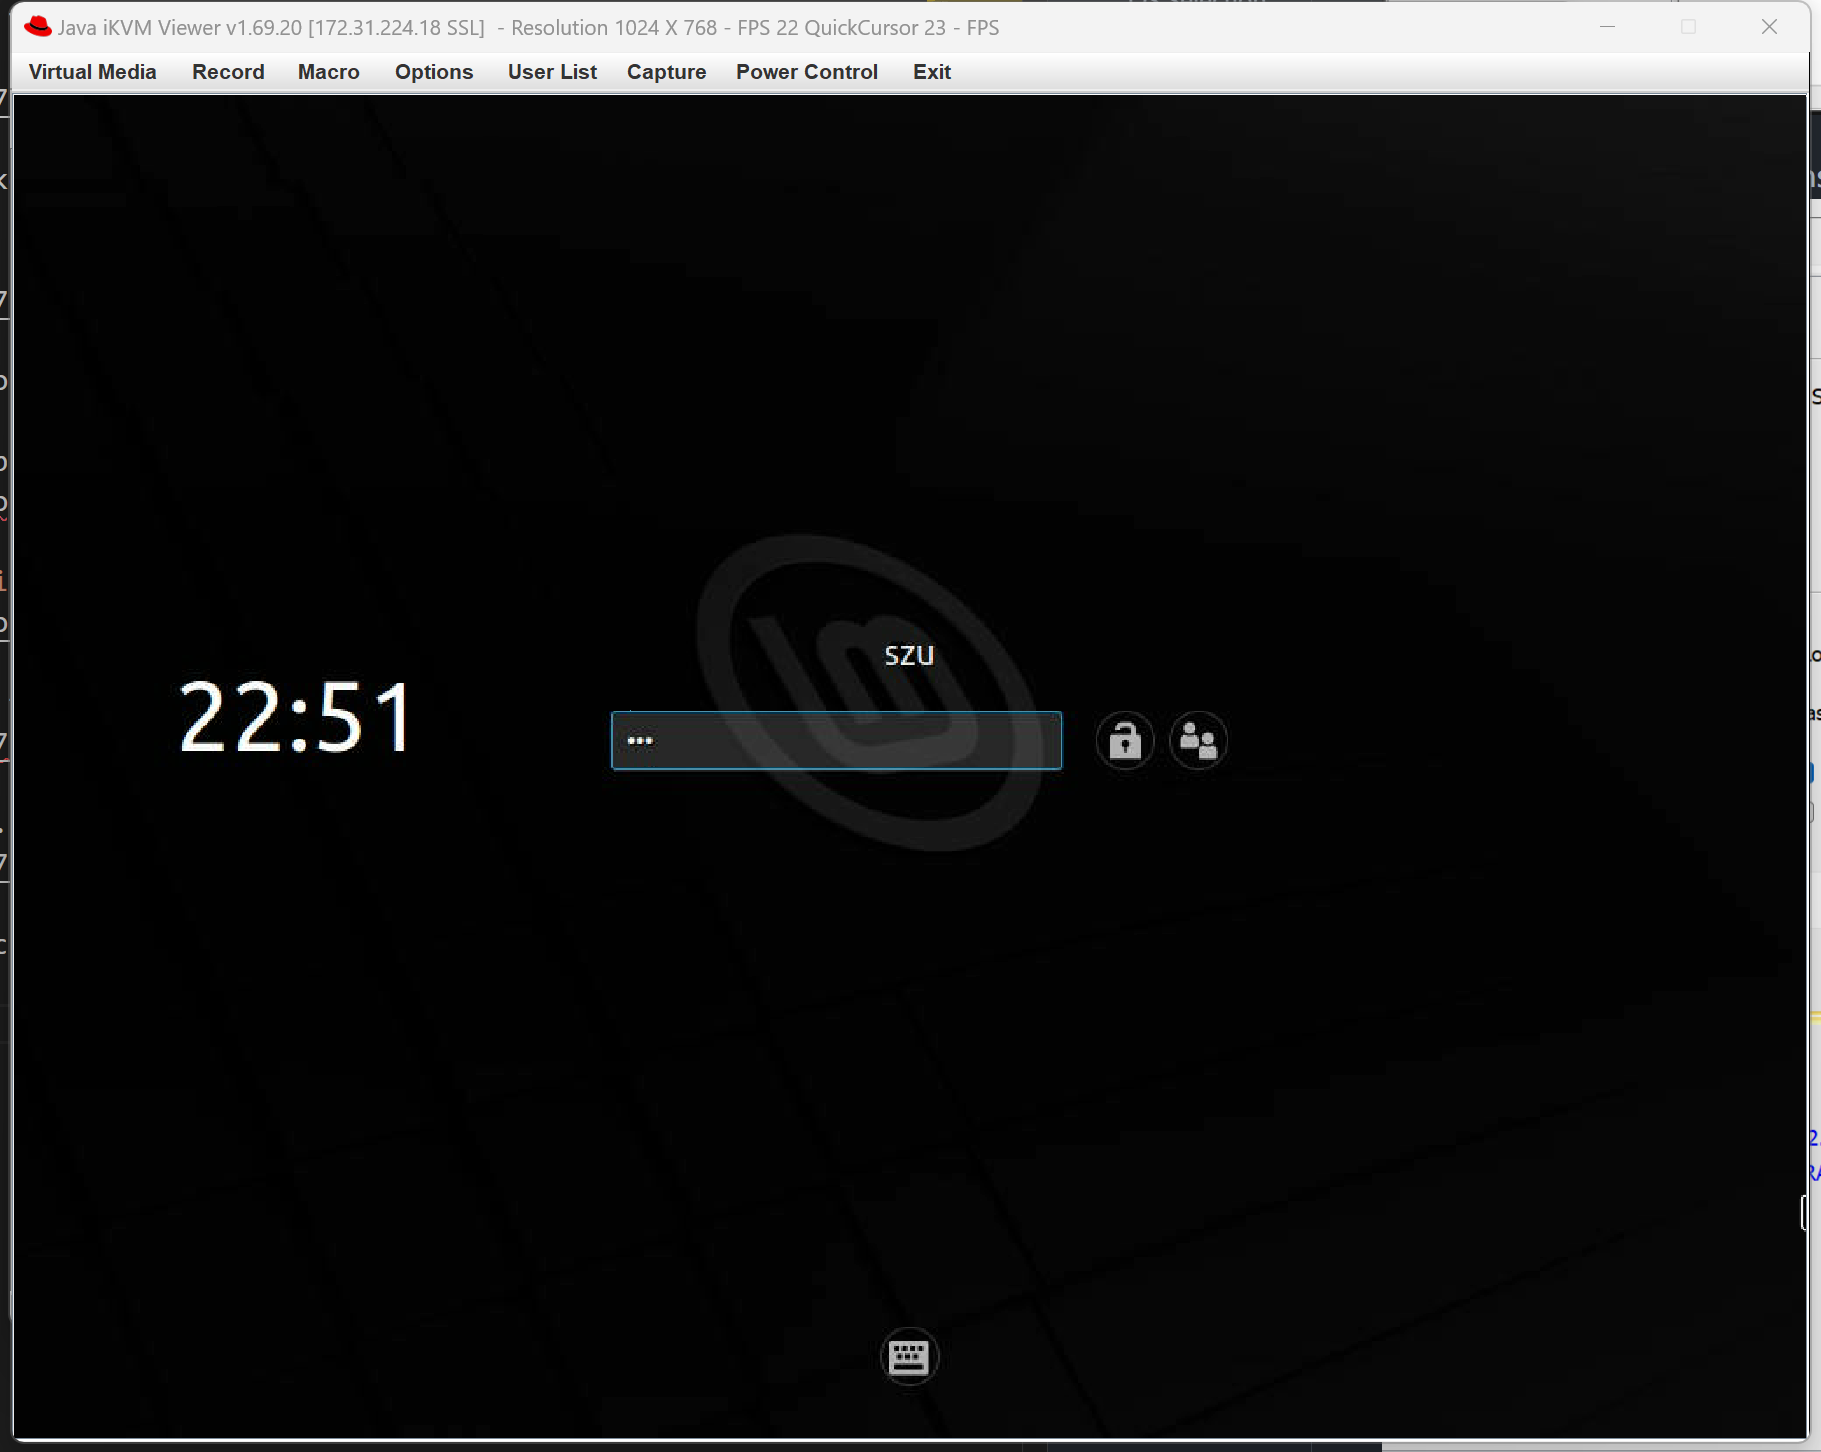 Java iKVM Viewer v1.69.20 [172.31.224.18 SSL]  - Resolution 1024 X 768 - FPS 22 QuickCursor 23 - FPS
Virtual Media Record Macro Options User List Capture Power Control Exit
SZU
22:51